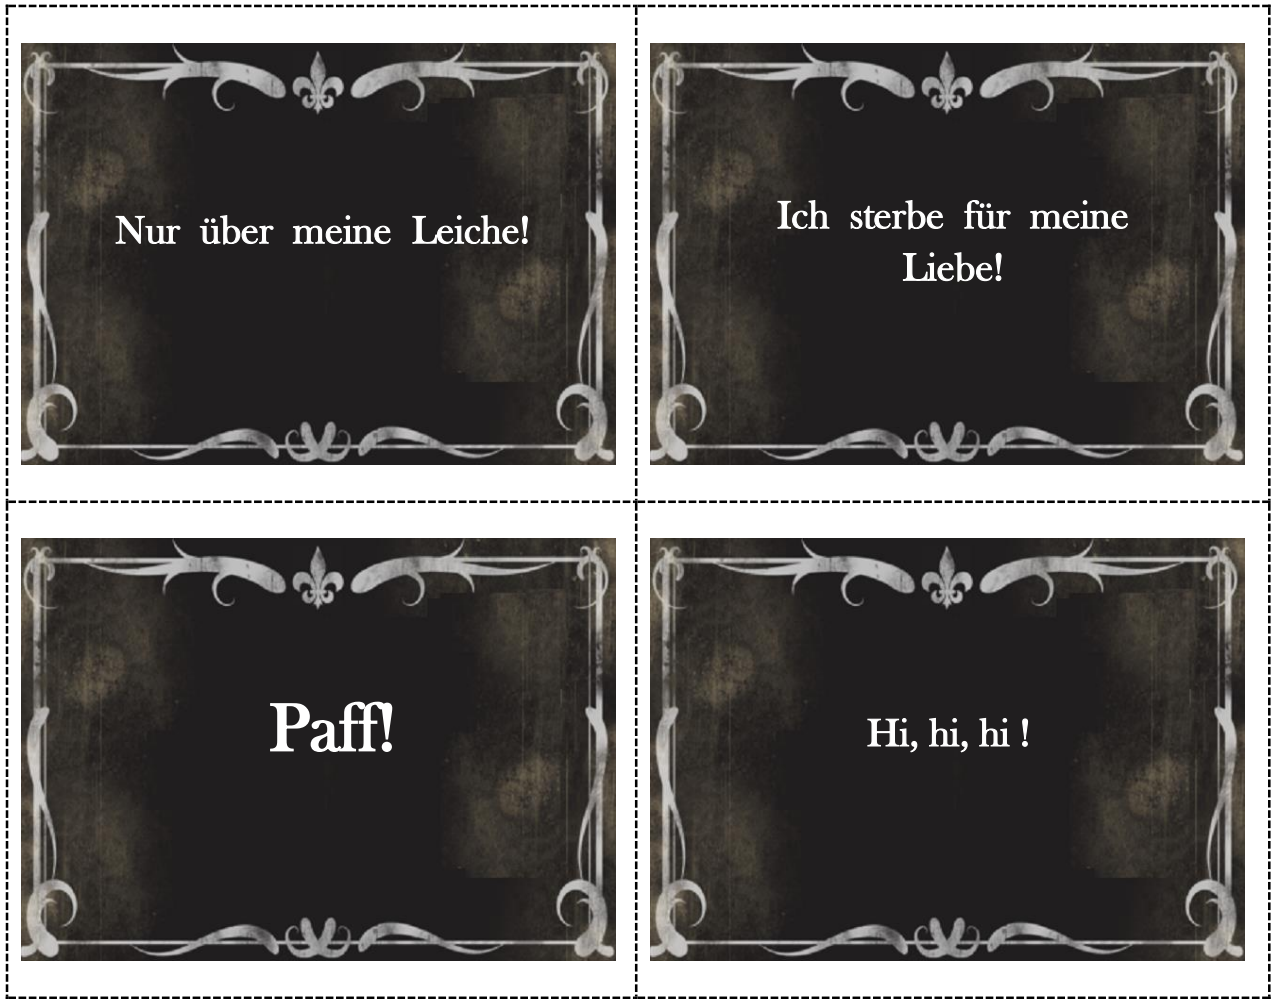 Nur über meine Leiche!
Ich sterbe für meine
Liebe!
Paff!
Hi, hi, hi !